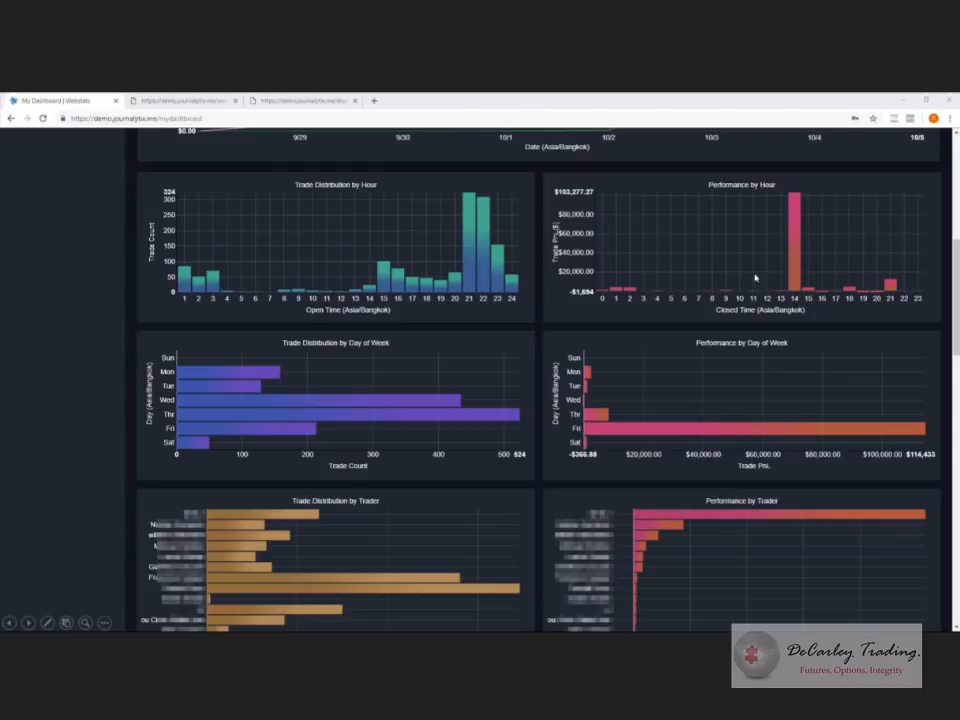 My Dashboard | Webstats
https://demo.journalytix.me/mydashboard
$0.00
9/29 9/30 10/1 10/2 10/3 10/4 10/5
Date (Asia/Bangkok)
Trade Distribution by Hour
324
300
250
200
150
100
50
0
Trade Count
1 2 3 4 5 6 7 8 9 10 11 12 13 14 15 16 17 18 19 20 21 22 23 24
Open Time (Asia/Bangkok)
Performance by Hour
$103,277.27
$80,000.00
$60,000.00
$40,000.00
$20,000.00
-$1,694
Trade Pnl ($)
0 1 2 3 4 5 6 7 8 9 10 11 12 13 14 15 16 17 18 19 20 21 22 23
Closed Time (Asia/Bangkok)
Trade Distribution by Day of Week
Day (Asia/Bangkok)
Sun
Mon
Tue
Wed
Thr
Fri
Sat
0 100 200 300 400 500 524
Trade Count
Performance by Day of Week
Day (Asia/Bangkok)
Sun
Mon
Tue
Wed
Thr
Fri
Sat
-$366.88 $20,000.00 $40,000.00 $60,000.00 $80,000.00 $100,000.00 $114,433
Trade Pnl.
Trade Distribution by Trader
Performance by Trader
DeCarley Trading.
Futures, Options, Integrity